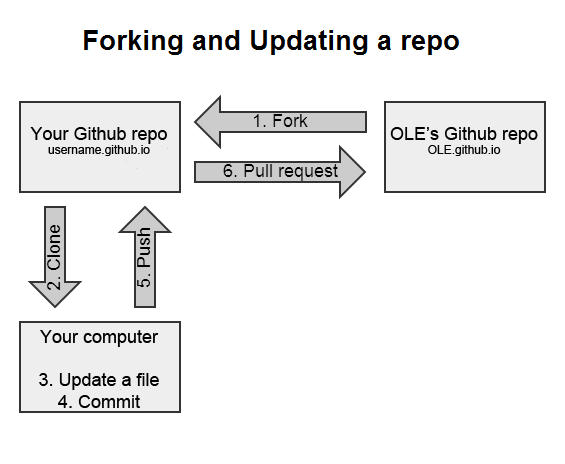 Forking and Updating a repo
Your Github repo
username.github.io
1. Fork
OLE's Github repo
OLE.github.io
6. Pull request
2. Clone
5. Push
Your computer
3. Update a file
4. Commit